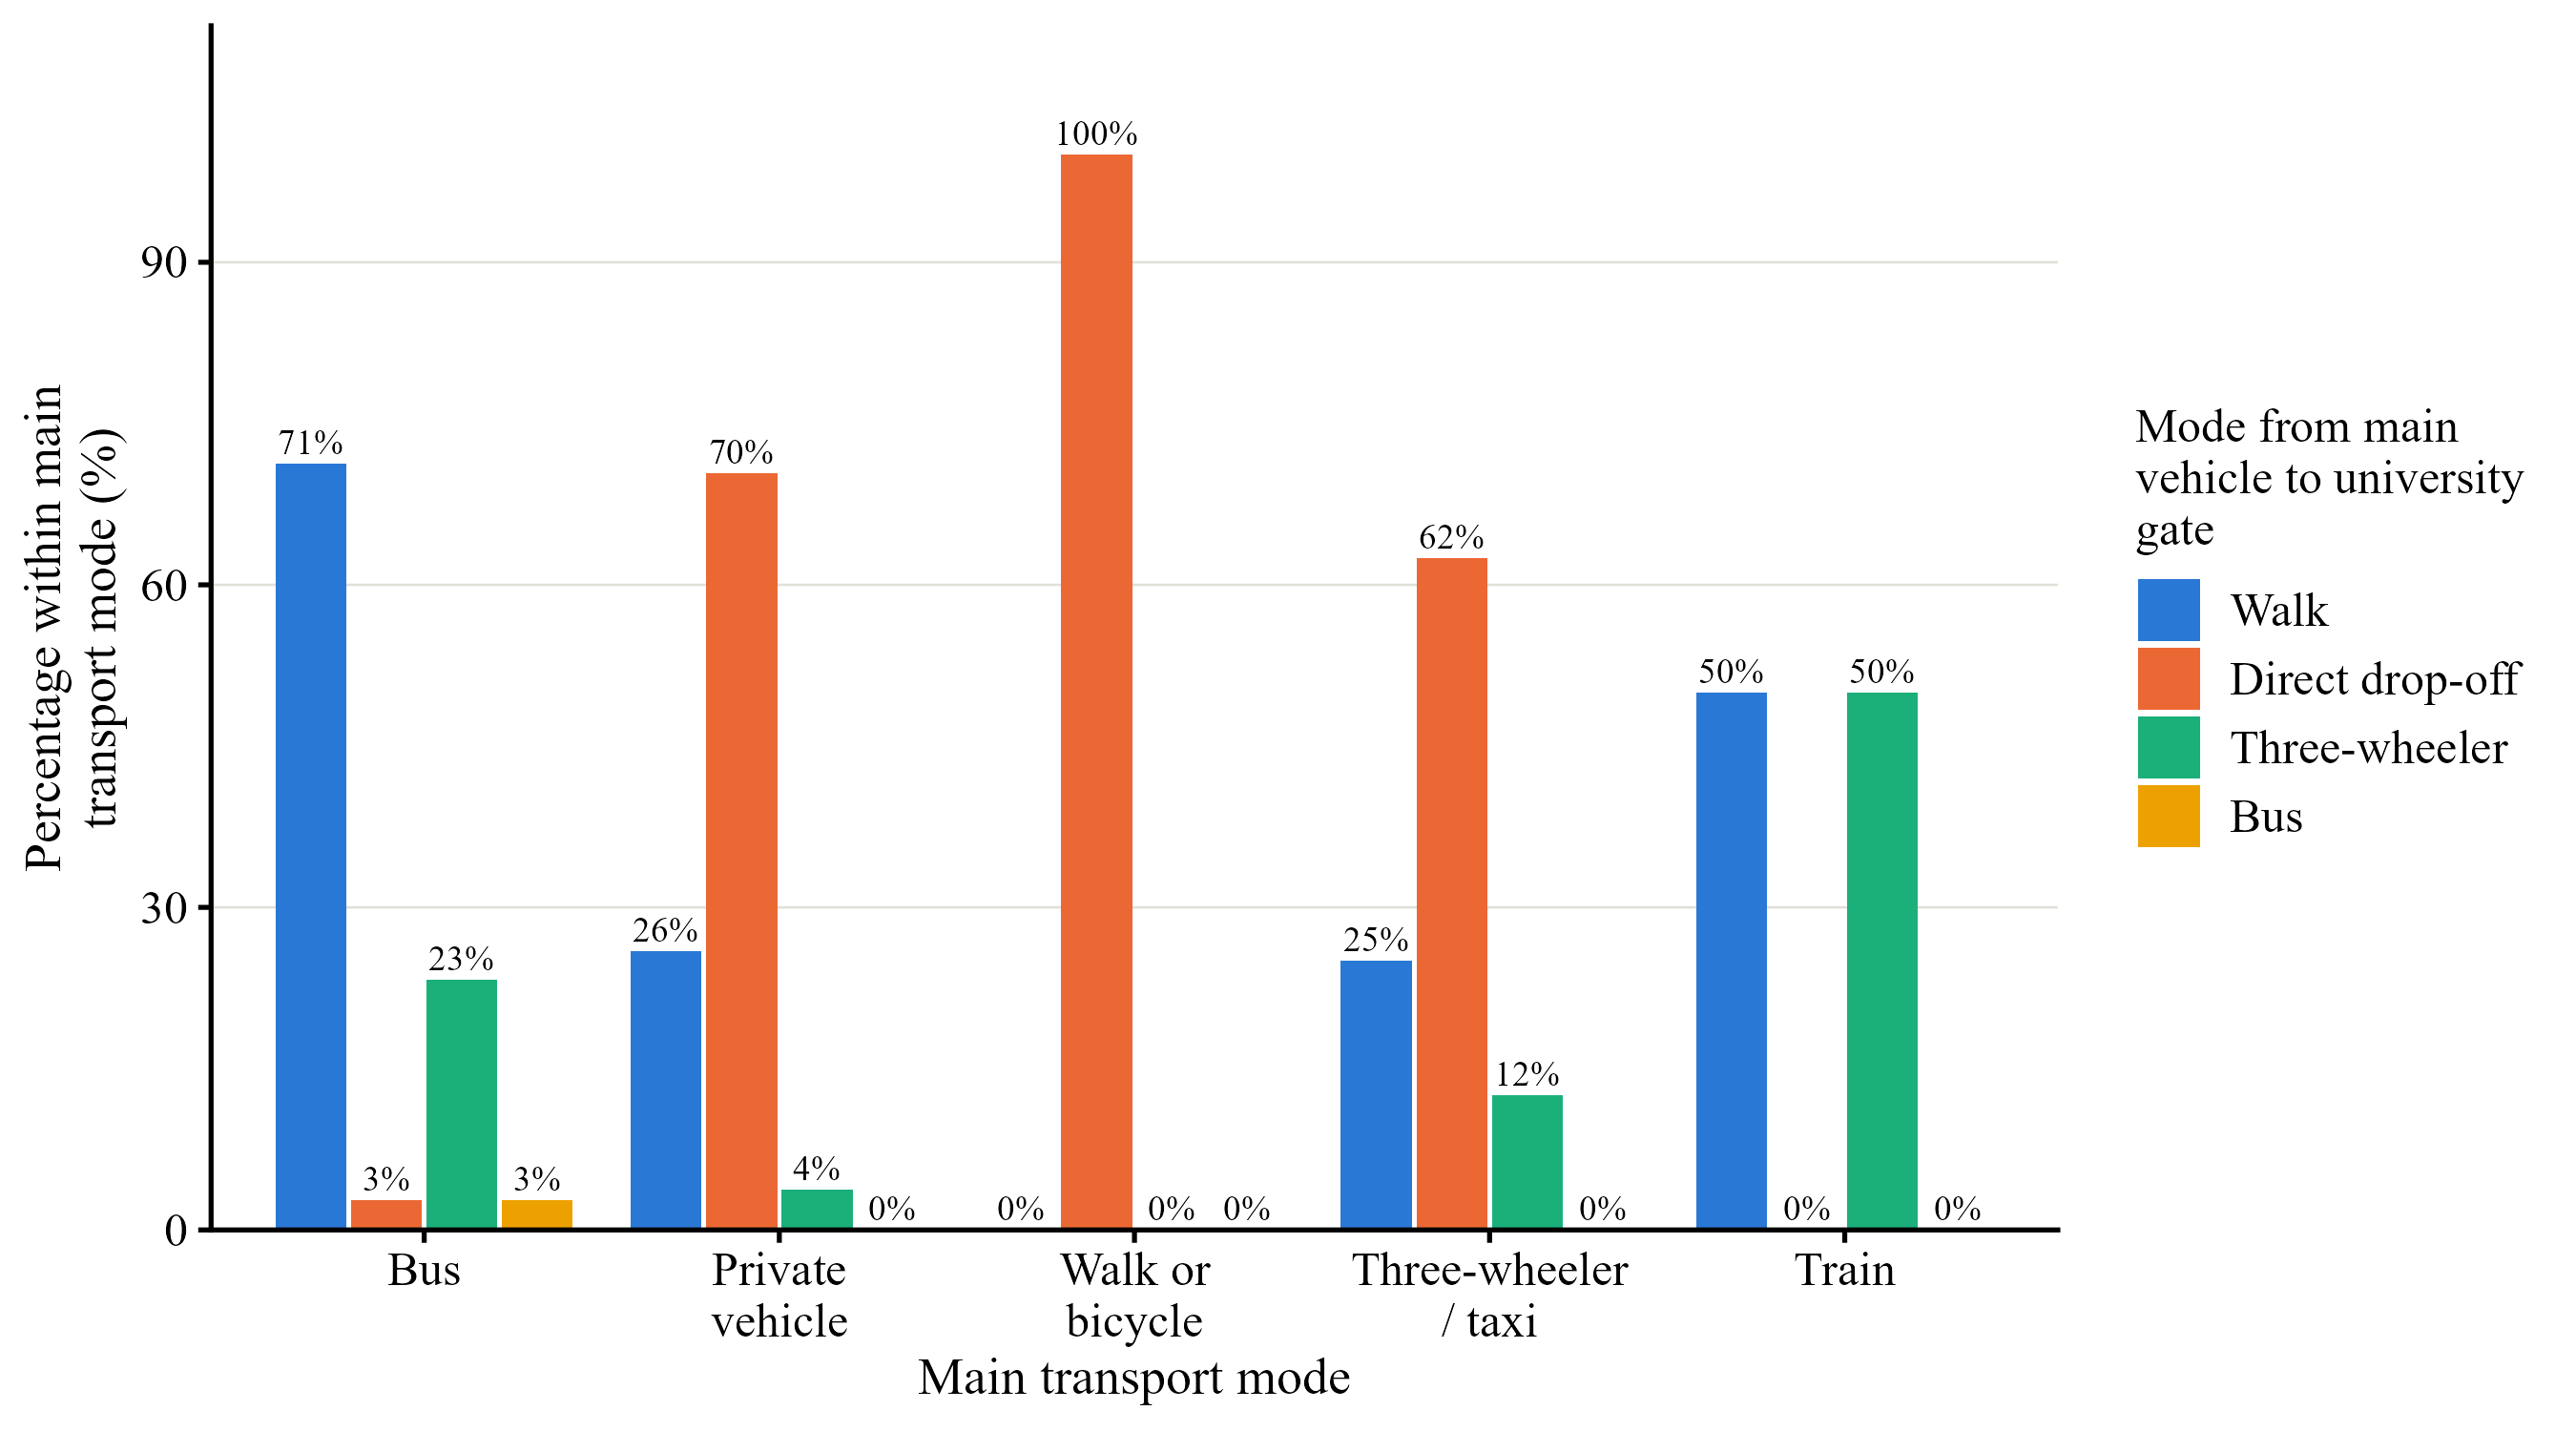 100%
90
71%
70%
62%
60
50%
50%
30
26%
25%
23%
12%
3%
3%
4%
0%
0%
0%
0%
0%
0%
0%
0
Bus
Private
vehicle
Walk or
bicycle
Three-wheeler
/ taxi
Train
Main transport mode
Percentage within main
transport mode (%)
Mode from main
vehicle to university
gate
Walk
Direct drop-off
Three-wheeler
Bus